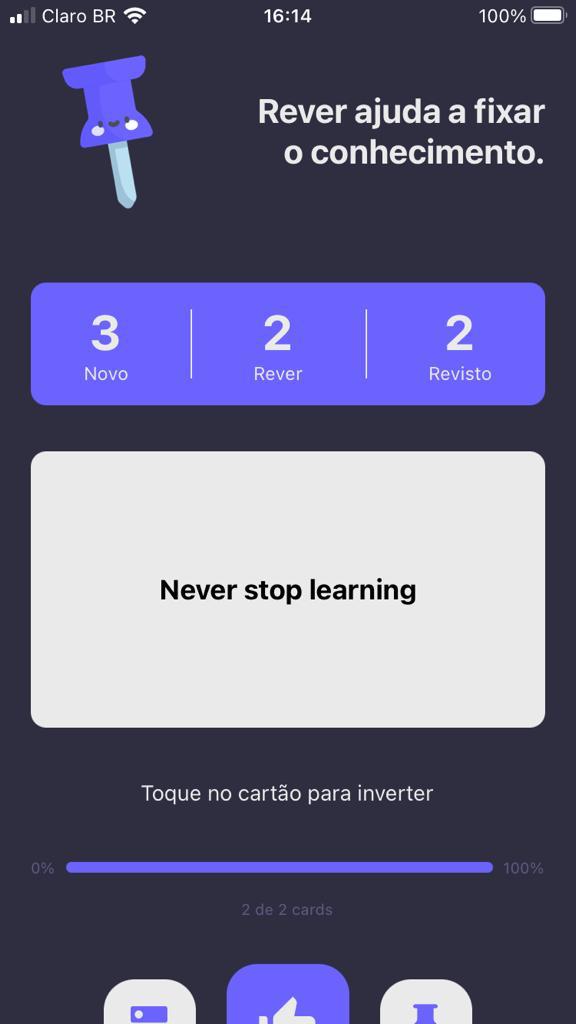 Claro BR
16:14
100%
Rever ajuda a fixar
o conhecimento.
3
2
2
Novo
Rever
Revisto
Never stop learning
Toque no cartão para inverter
0%
100%
2 de 2 cards